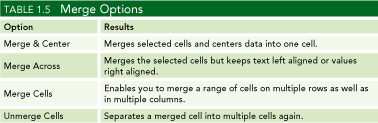 TABLE 1.5 Merge Options
Option Results
Merge & Center Merges selected cells and centers data into one cell.
Merge Across Merges the selected cells but keeps text left aligned or values
right aligned.
Merge Cells Enables you to merge a range of cells on multiple rows as well as
in multiple columns.
Unmerge Cells Separates a merged cell into multiple cells again.